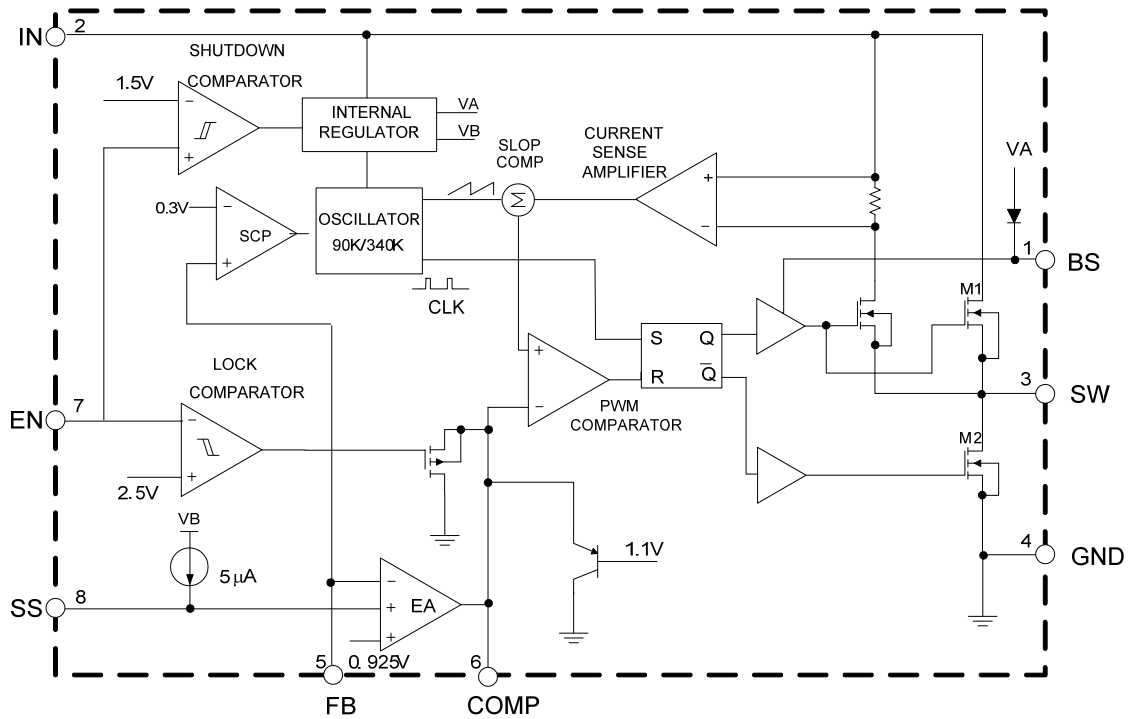 IN 2
SHUTDOWN
COMPARATOR
1.5V
−
+
INTERNAL
REGULATOR
VA
VB
SLOP
COMP
Σ
CURRENT
SENSE
AMPLIFIER
+
−
VA
1 BS
0.3V
−
SCP
+
OSCILLATOR
90K/340K
CLK
M1
LOCK
COMPARATOR
+
−
PWM
COMPARATOR
S Q
R Q̅
3 SW
EN 7
−
+
2.5V
M2
VB
5μA
1.1V
4 GND
SS 8
−
+
+
EA
0.925V
5
FB
6
COMP